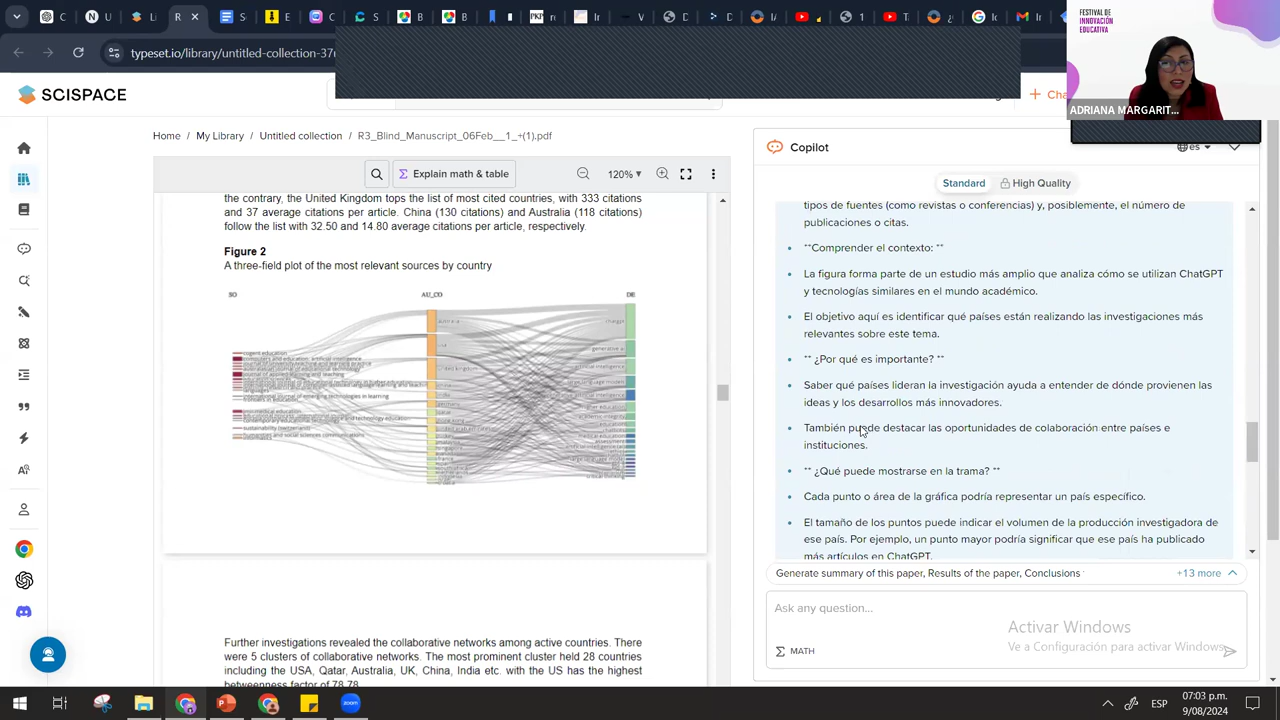 typeset.io/library/untitled-collection-37
FESTIVAL DE
INNOVACIÓN
EDUCATIVA
ADRIANA MARGARIT...
SCISPACE
Home / My Library / Untitled collection / R3_Blind_Manuscript_06Feb__1_+(1).pdf
Explain math & table
120%
the contrary, the United Kingdom tops the list of most cited countries, with 333 citations
and 37 average citations per article. China (130 citations) and Australia (118 citations)
follow the list with 32.50 and 14.80 average citations per article, respectively.
Figure 2
A three-field plot of the most relevant sources by country
SO
AU_CO
DE
Further investigations revealed the collaborative networks among active countries. There
were 5 clusters of collaborative networks. The most prominent cluster held 28 countries
including the USA, Qatar, Australia, UK, China, India etc. with the US has the highest
betweenness factor of 78.78
Copilot
es
Standard
High Quality
tipos de fuentes (como revistas o conferencias) y, posiblemente, el número de
publicaciones o citas.
**Comprender el contexto: **
La figura forma parte de un estudio más amplio que analiza cómo se utilizan ChatGPT
y tecnologías similares en el mundo académico.
El objetivo aquí es identificar qué países están realizando las investigaciones más
relevantes sobre este tema.
** ¿Por qué es importante? **
Saber qué países lideran la investigación ayuda a entender de dónde provienen las
ideas y los desarrollos más innovadores.
También puede destacar las oportunidades de colaboración entre países e
instituciones.
** ¿Qué puede mostrarse en la trama? **
Cada punto o área de la gráfica podría representar un país específico.
El tamaño de los puntos puede indicar el volumen de la producción investigadora de
ese país. Por ejemplo, un punto mayor podría significar que ese país ha publicado
más artículos en ChatGPT.
Generate summary of this paper, Results of the paper, Conclusions
+13 more
Ask any question...
MATH
Activar Windows
Ve a Configuración para activar Windows.
ESP
07:03 p.m.
9/08/2024